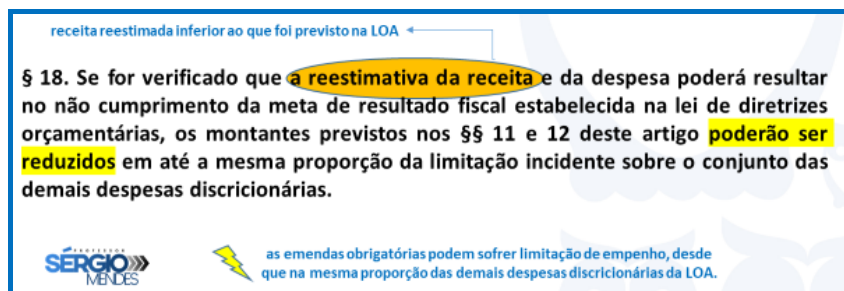 receita reestimada inferior ao que foi previsto na LOA
§ 18. Se for verificado que a reestimativa da receita e da despesa poderá resultar
no não cumprimento da meta de resultado fiscal estabelecida na lei de diretrizes
orçamentárias, os montantes previstos nos §§ 11 e 12 deste artigo poderão ser
reduzidos em até a mesma proporção da limitação incidente sobre o conjunto das
demais despesas discricionárias.
PROFESSOR
SÉRGIO
MENDES
as emendas obrigatórias podem sofrer limitação de empenho, desde
que na mesma proporção das demais despesas discricionárias da LOA.